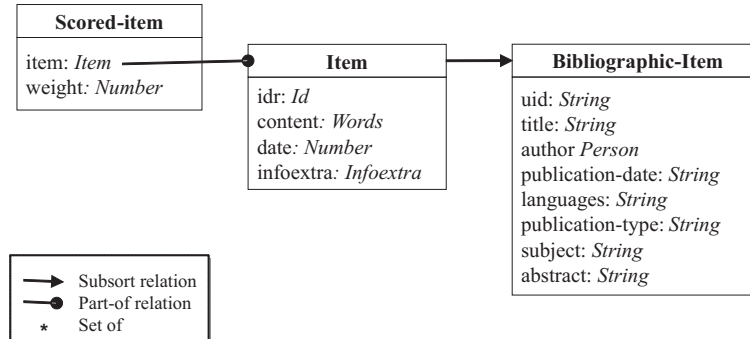 Scored-item
item: Item
weight: Number
Item
idr: Id
content: Words
date: Number
infoextra: Infoextra
Bibliographic-Item
uid: String
title: String
author Person
publication-date: String
languages: String
publication-type: String
subject: String
abstract: String
Subsort relation
Part-of relation
* Set of